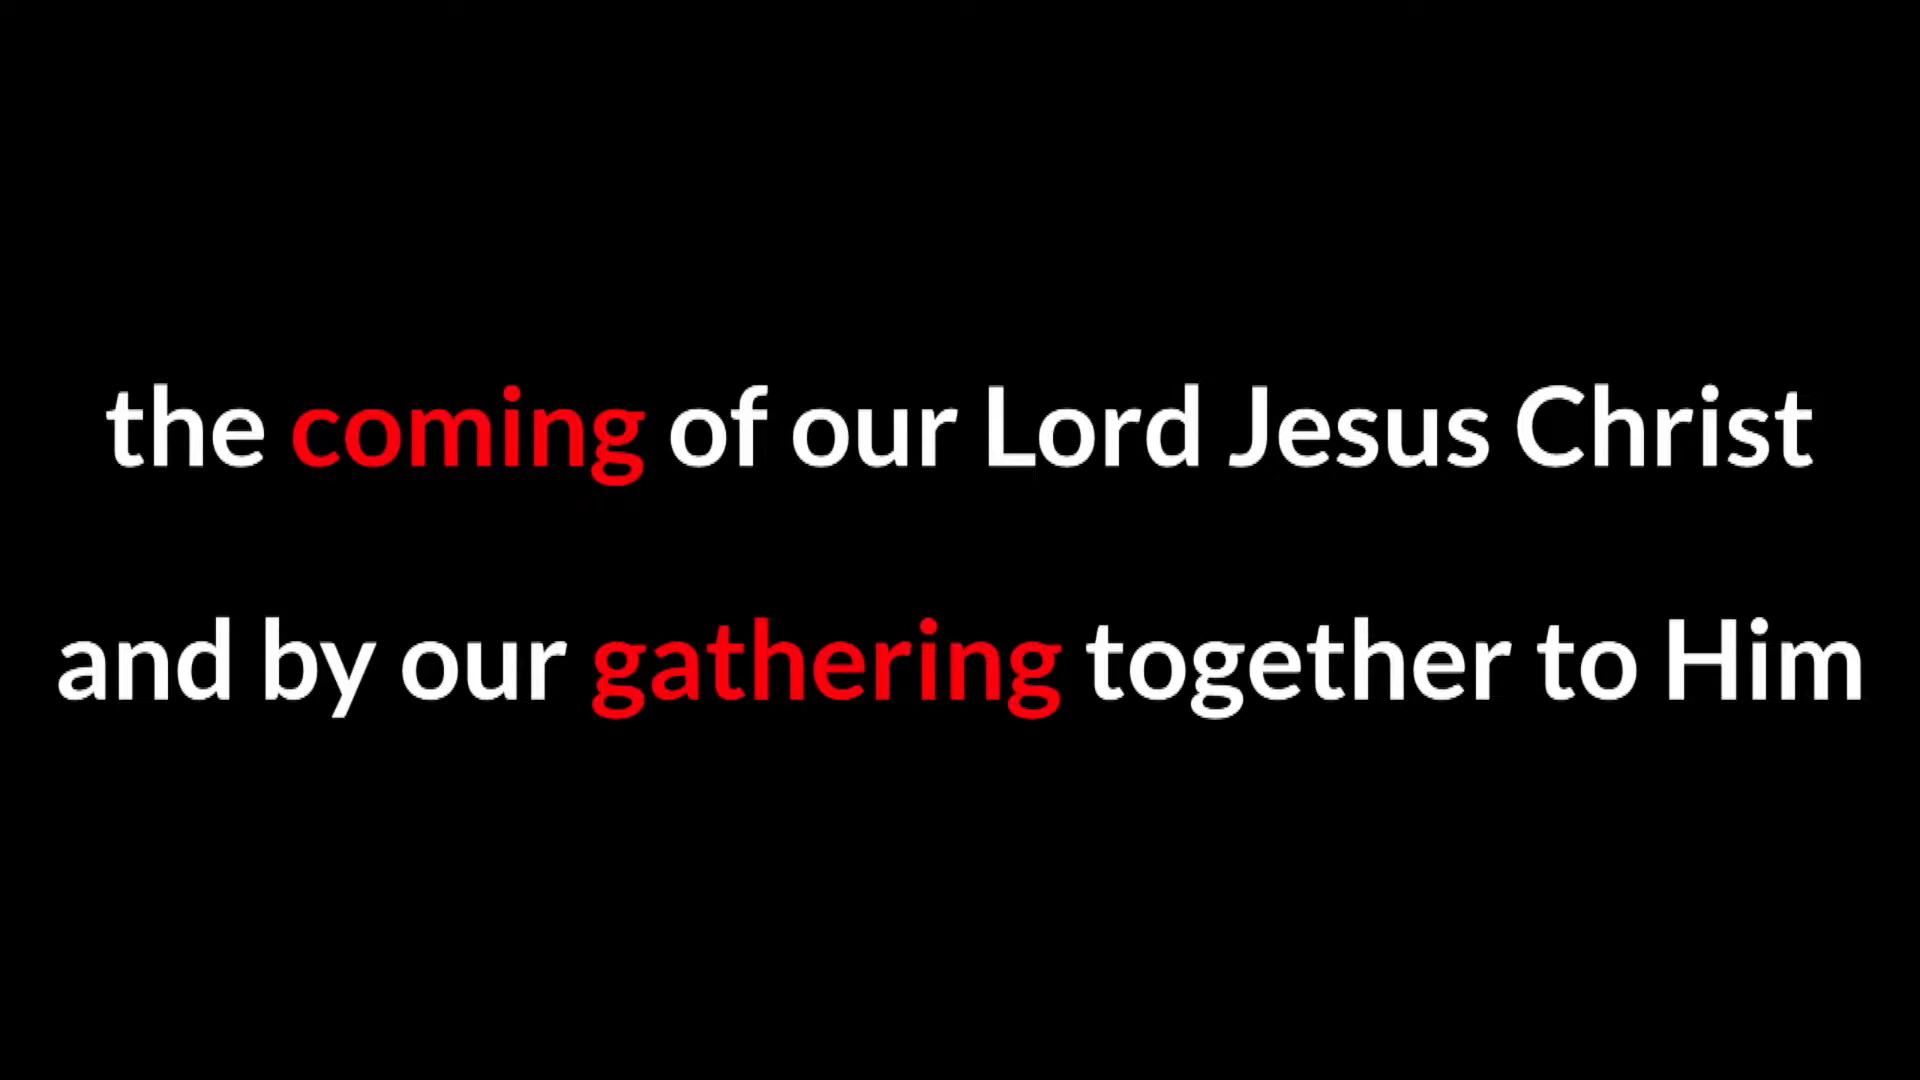 the coming of our Lord Jesus Christ
and by our gathering together to Him